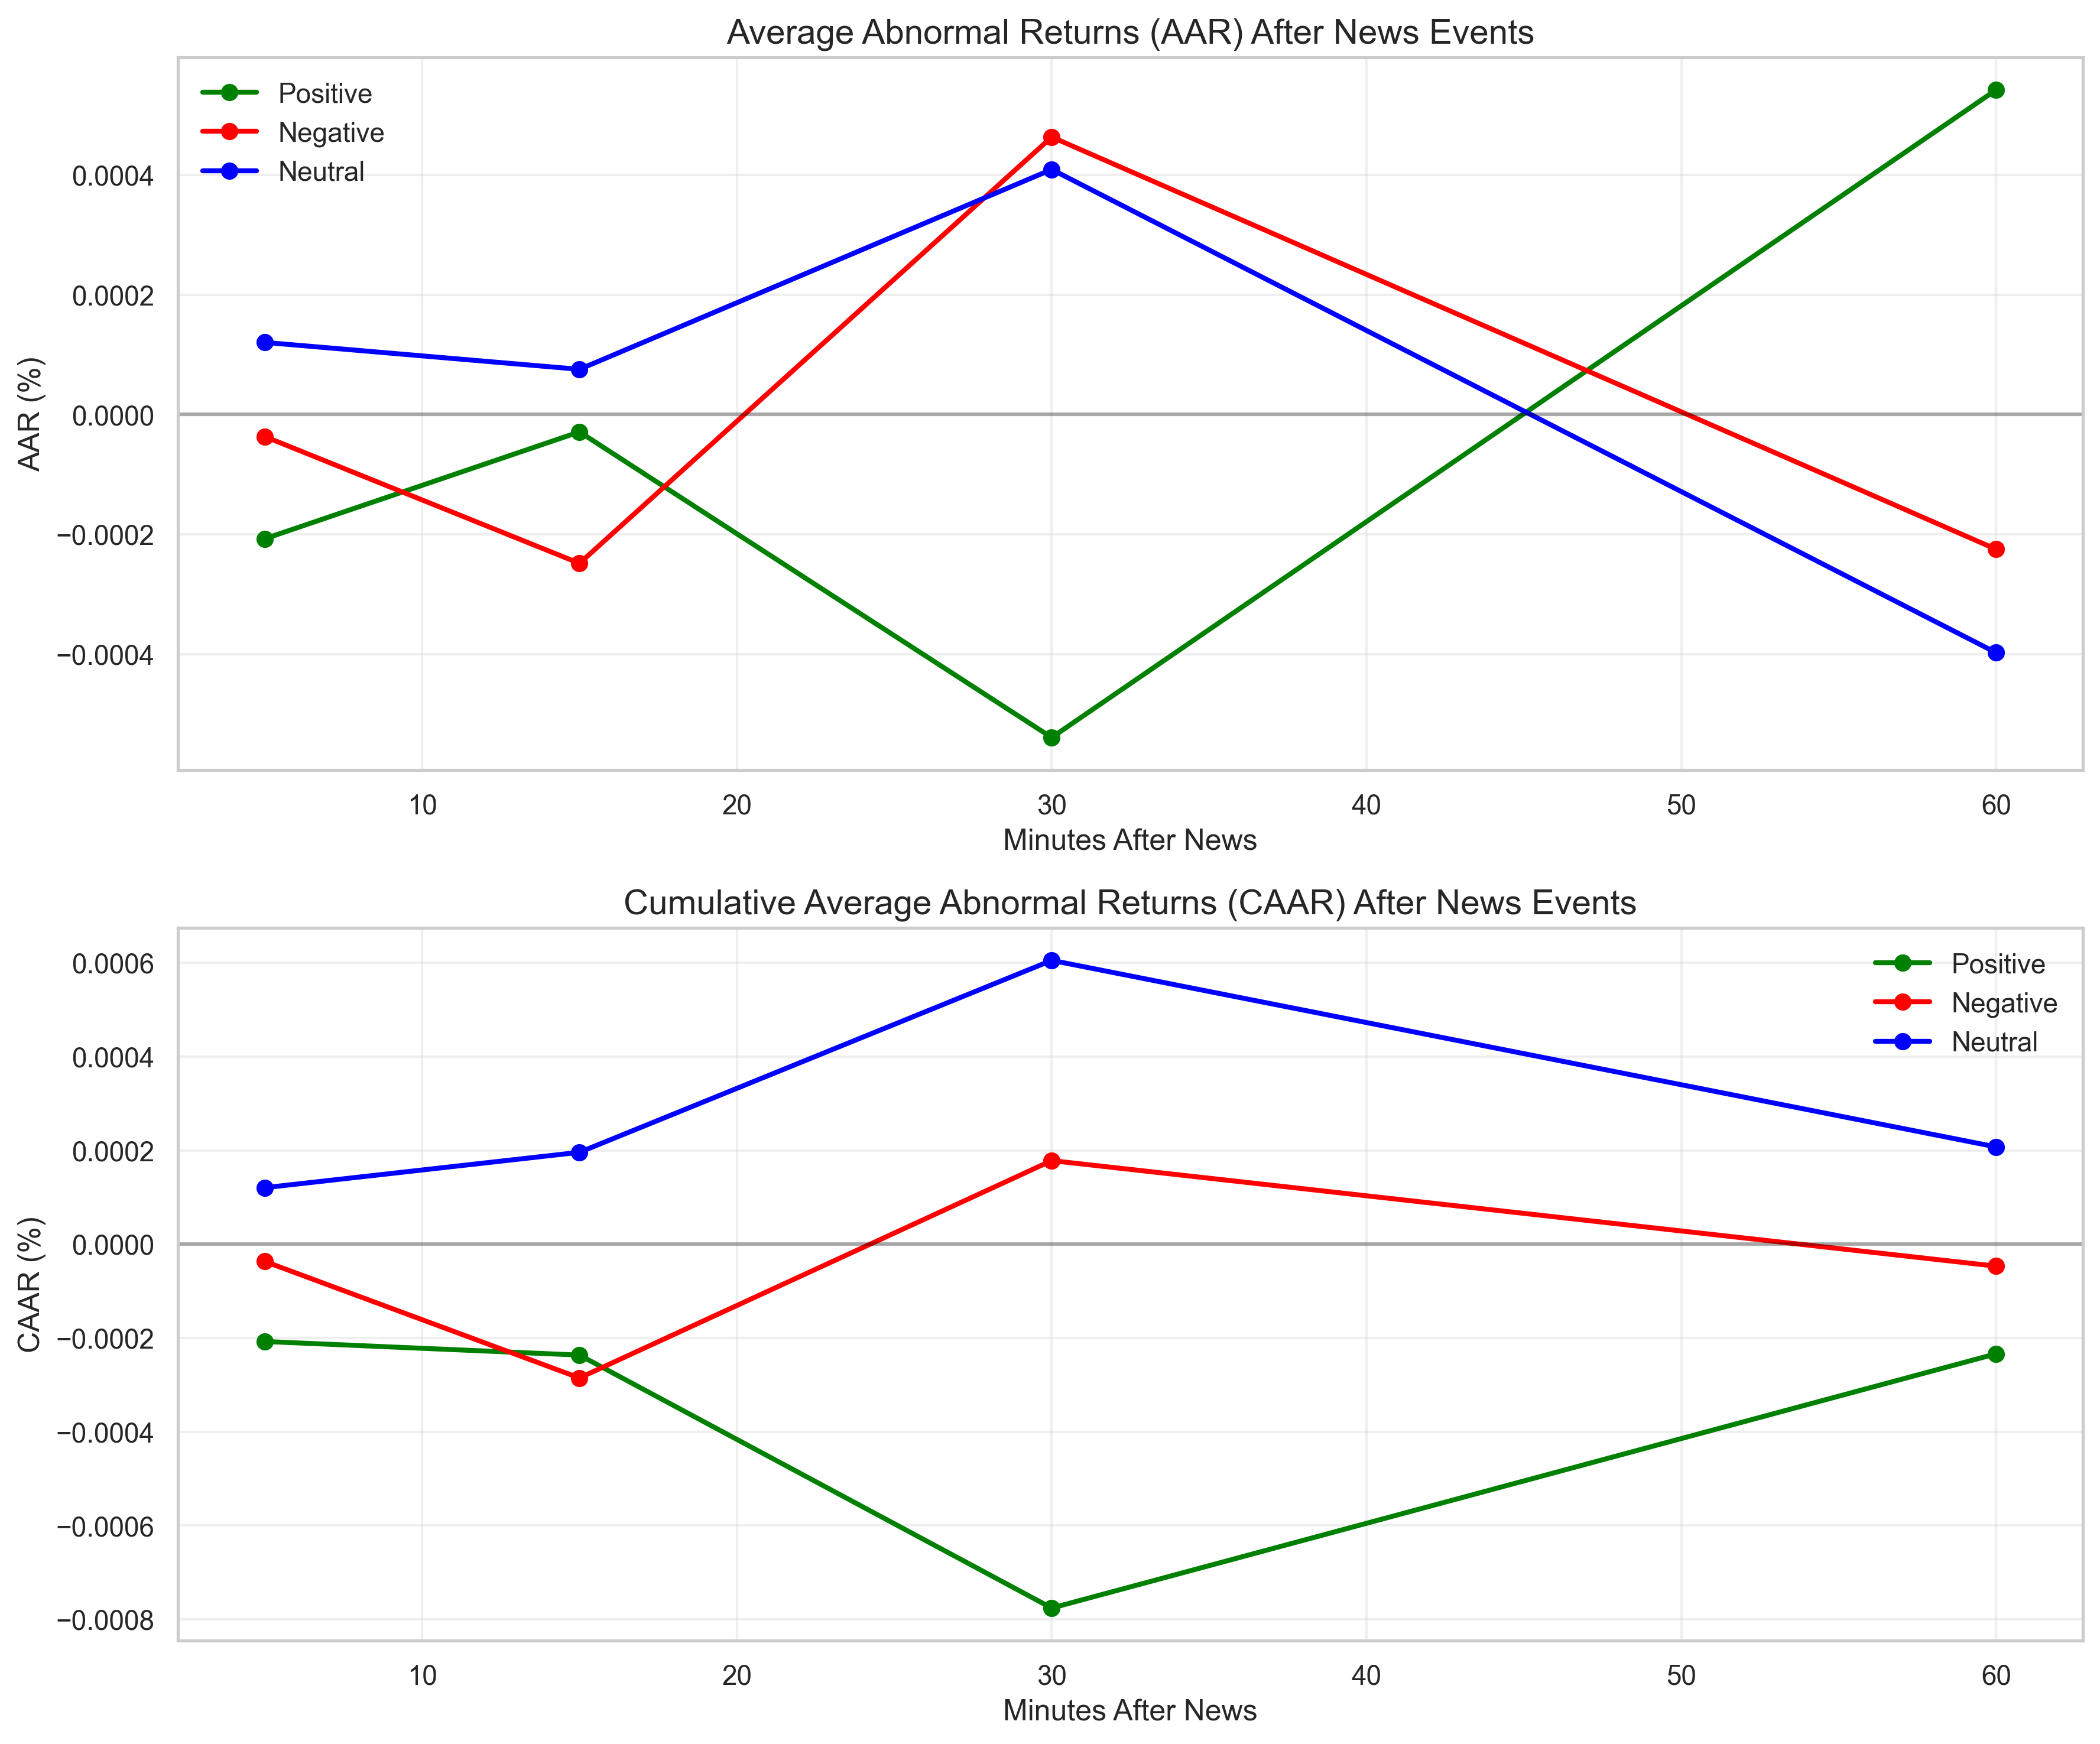 Average Abnormal Returns (AAR) After News Events
Positive
Negative
Neutral
0.0004
0.0002
0.0000
−0.0002
−0.0004
AAR (%)
10 20 30 40 50 60
Minutes After News
Cumulative Average Abnormal Returns (CAAR) After News Events
Positive
Negative
Neutral
0.0006
0.0004
0.0002
0.0000
−0.0002
−0.0004
−0.0006
−0.0008
CAAR (%)
10 20 30 40 50 60
Minutes After News